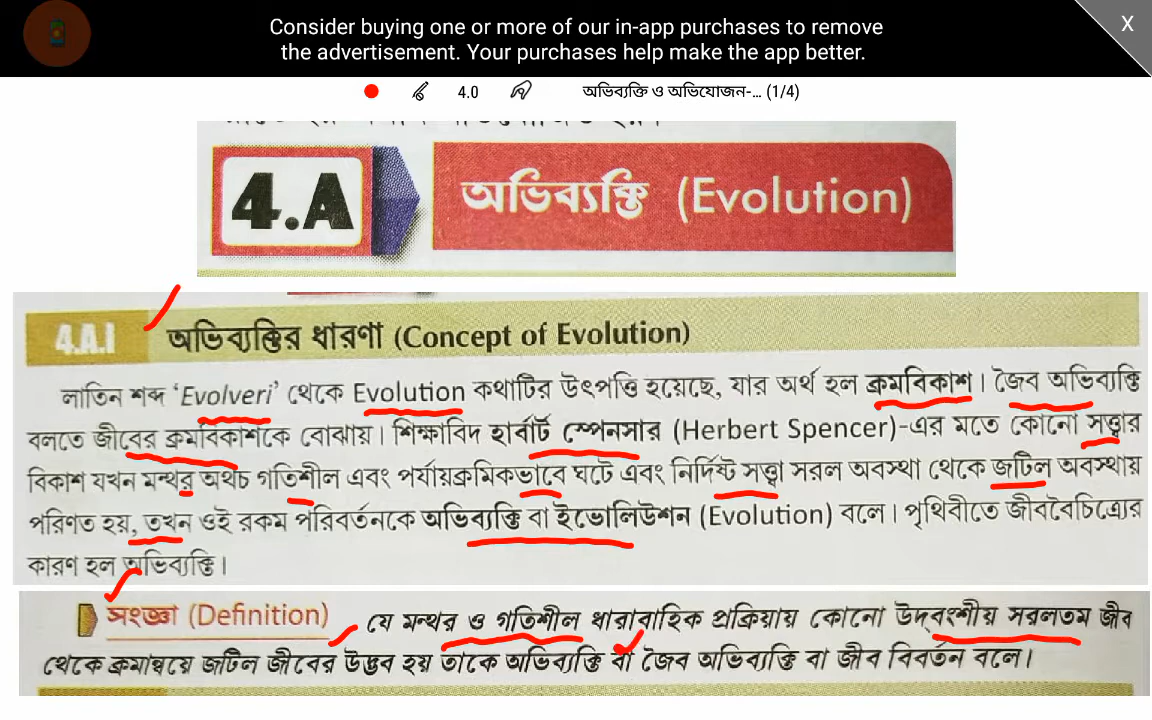 Consider buying one or more of our in-app purchases to remove
the advertisement. Your purchases help make the app better.
X
4.0 অভিব্যক্তি ও অভিযোজন-... (1/4)
4.A অভিব্যক্তি (Evolution)
4.A.1 অভিব্যক্তির ধারণা (Concept of Evolution)
লাতিন শব্দ ‘Evolveri’ থেকে Evolution কথাটির উৎপত্তি হয়েছে, যার অর্থ হল ক্রমবিকাশ। জৈব অভিব্যক্তি
বলতে জীবের ক্রমবিকাশকে বোঝায়। শিক্ষাবিদ হার্বার্ট স্পেনসার (Herbert Spencer)-এর মতে কোনো সত্ত্বার
বিকাশ যখন মন্থর অথচ গতিশীল এবং পর্যায়ক্রমিকভাবে ঘটে এবং নির্দিষ্ট সত্ত্বা সরল অবস্থা থেকে জটিল অবস্থায়
পরিণত হয়, তখন ওই রকম পরিবর্তনকে অভিব্যক্তি বা ইভোলিউশন (Evolution) বলে। পৃথিবীতে জীববৈচিত্র্যের
কারণ হল অভিব্যক্তি।
সংজ্ঞা (Definition) যে মন্থর ও গতিশীল ধারাবাহিক প্রক্রিয়ায় কোনো উদ্‌বংশীয় সরলতম জীব
থেকে ক্রমান্বয়ে জটিল জীবের উদ্ভব হয় তাকে অভিব্যক্তি বা জৈব অভিব্যক্তি বা জীব বিবর্তন বলে।